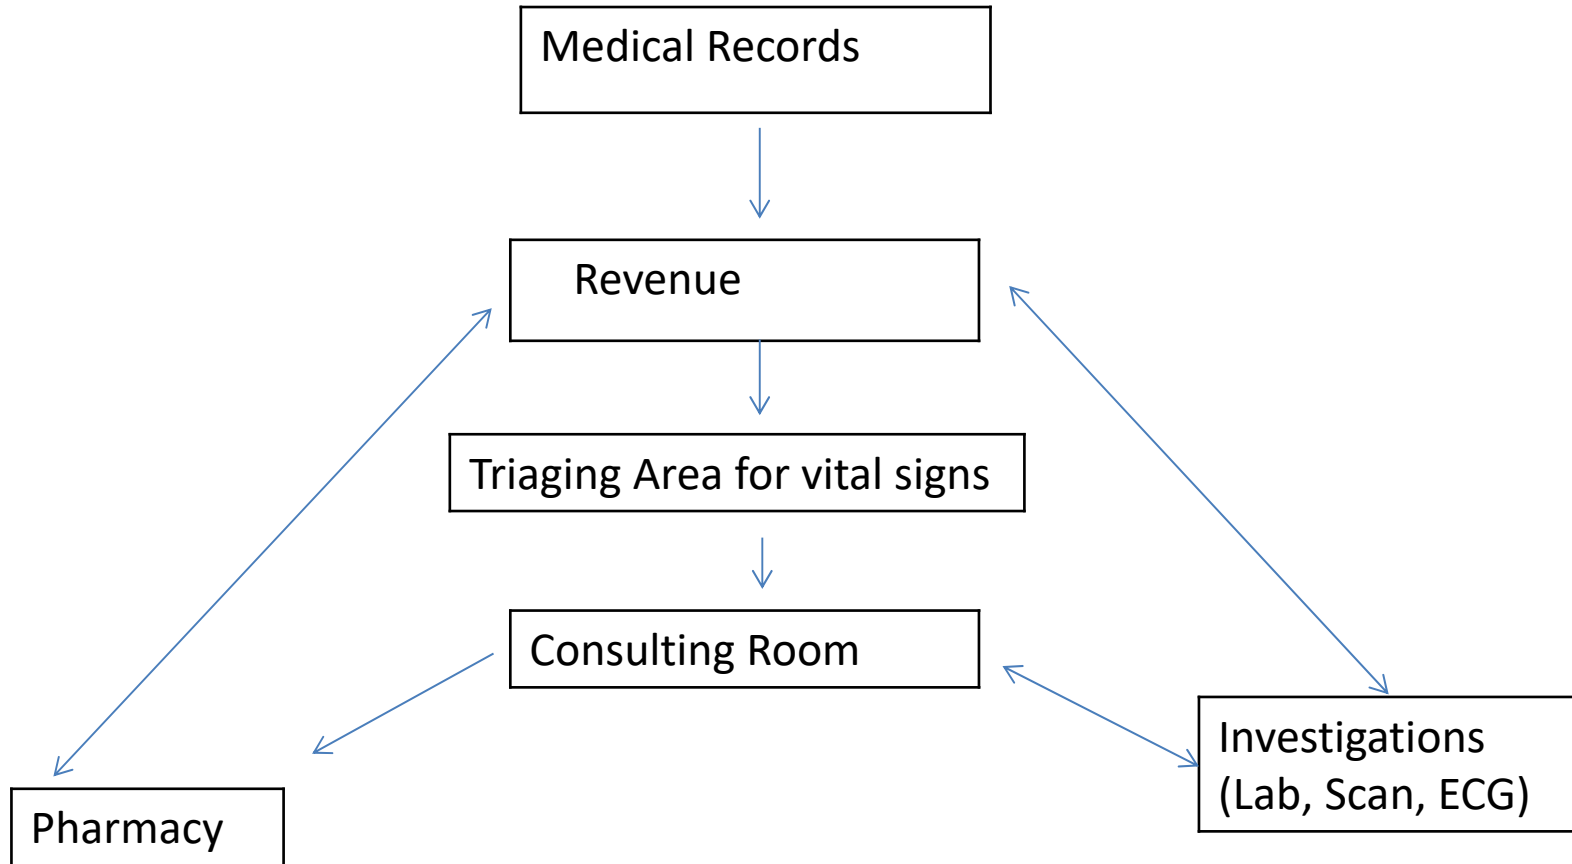 Medical Records
Revenue
Triaging Area for vital signs
Consulting Room
Investigations
(Lab, Scan, ECG)
Pharmacy